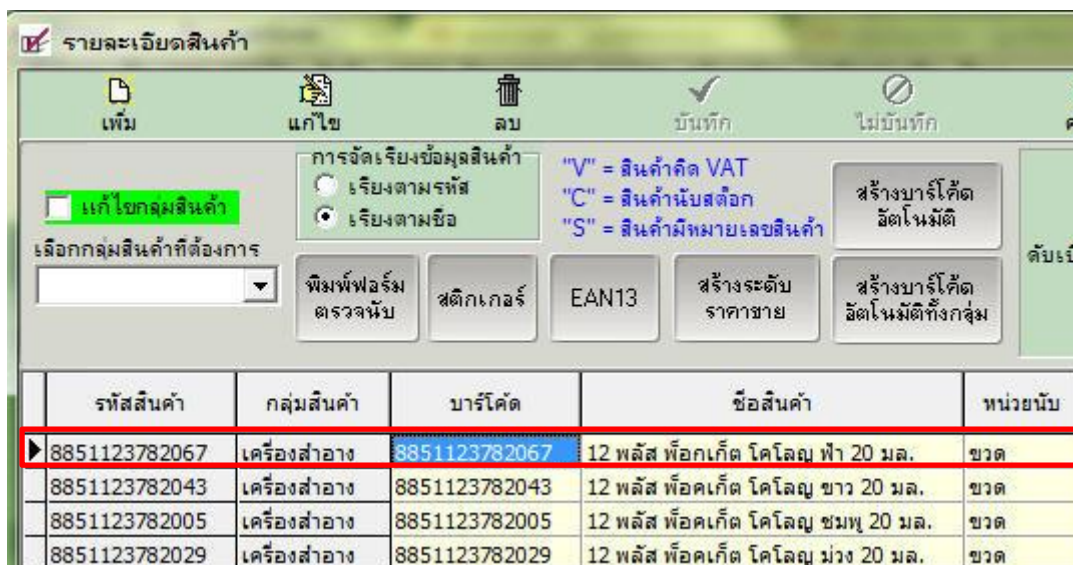 รายละเอียดสินค้า
เพิ่ม แก้ไข ลบ บันทึก ไม่บันทึก
การจัดเรียงข้อมูลสินค้า
เรียงตามรหัส
เรียงตามชื่อ
"V" = สินค้าคิด VAT
"C" = สินค้านับสต๊อก
"S" = สินค้ามีหมายเลขสินค้า
สร้างบาร์โค้ด
อัตโนมัติ
แก้ไขกลุ่มสินค้า
เลือกกลุ่มสินค้าที่ต้องการ
พิมพ์ฟอร์ม
ตรวจนับ
สติกเกอร์
EAN13
สร้างระดับ
ราคาขาย
สร้างบาร์โค้ด
อัตโนมัติทั้งกลุ่ม
รหัสสินค้า กลุ่มสินค้า บาร์โค้ด ชื่อสินค้า หน่วยนับ
8851123782067 เครื่องสำอาง 8851123782067 12 พลัส พ็อกเก็ต โคโลญ ฟ้า 20 มล. ขวด
8851123782043 เครื่องสำอาง 8851123782043 12 พลัส พ็อคเก็ต โคโลญ ขาว 20 มล. ขวด
8851123782005 เครื่องสำอาง 8851123782005 12 พลัส พ็อคเก็ต โคโลญ ชมพู 20 มล. ขวด
8851123782029 เครื่องสำอาง 8851123782029 12 พลัส พ็อคเก็ต โคโลญ ม่วง 20 มล. ขวด